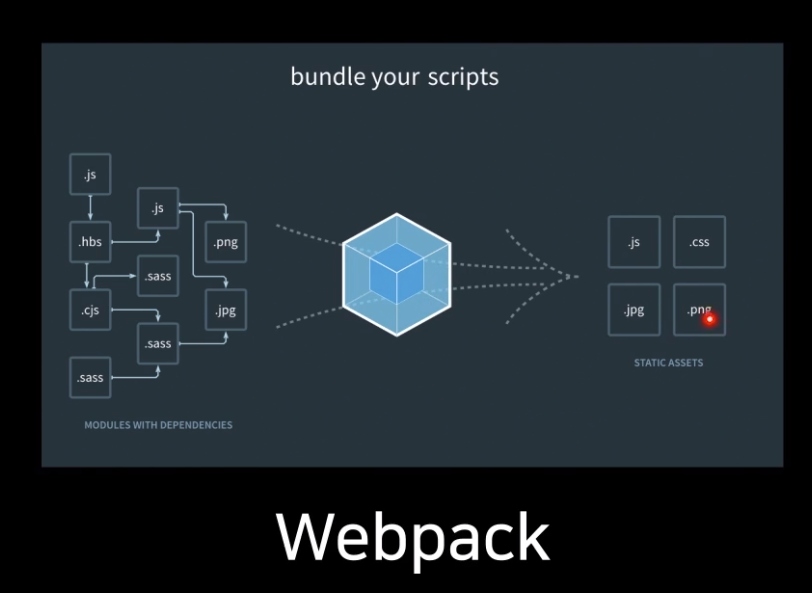 bundle your scripts
.js
.js
.hbs
.png
.sass
.cjs
.jpg
.sass
.sass
MODULES WITH DEPENDENCIES
.js
.css
.jpg
.png
STATIC ASSETS
Webpack